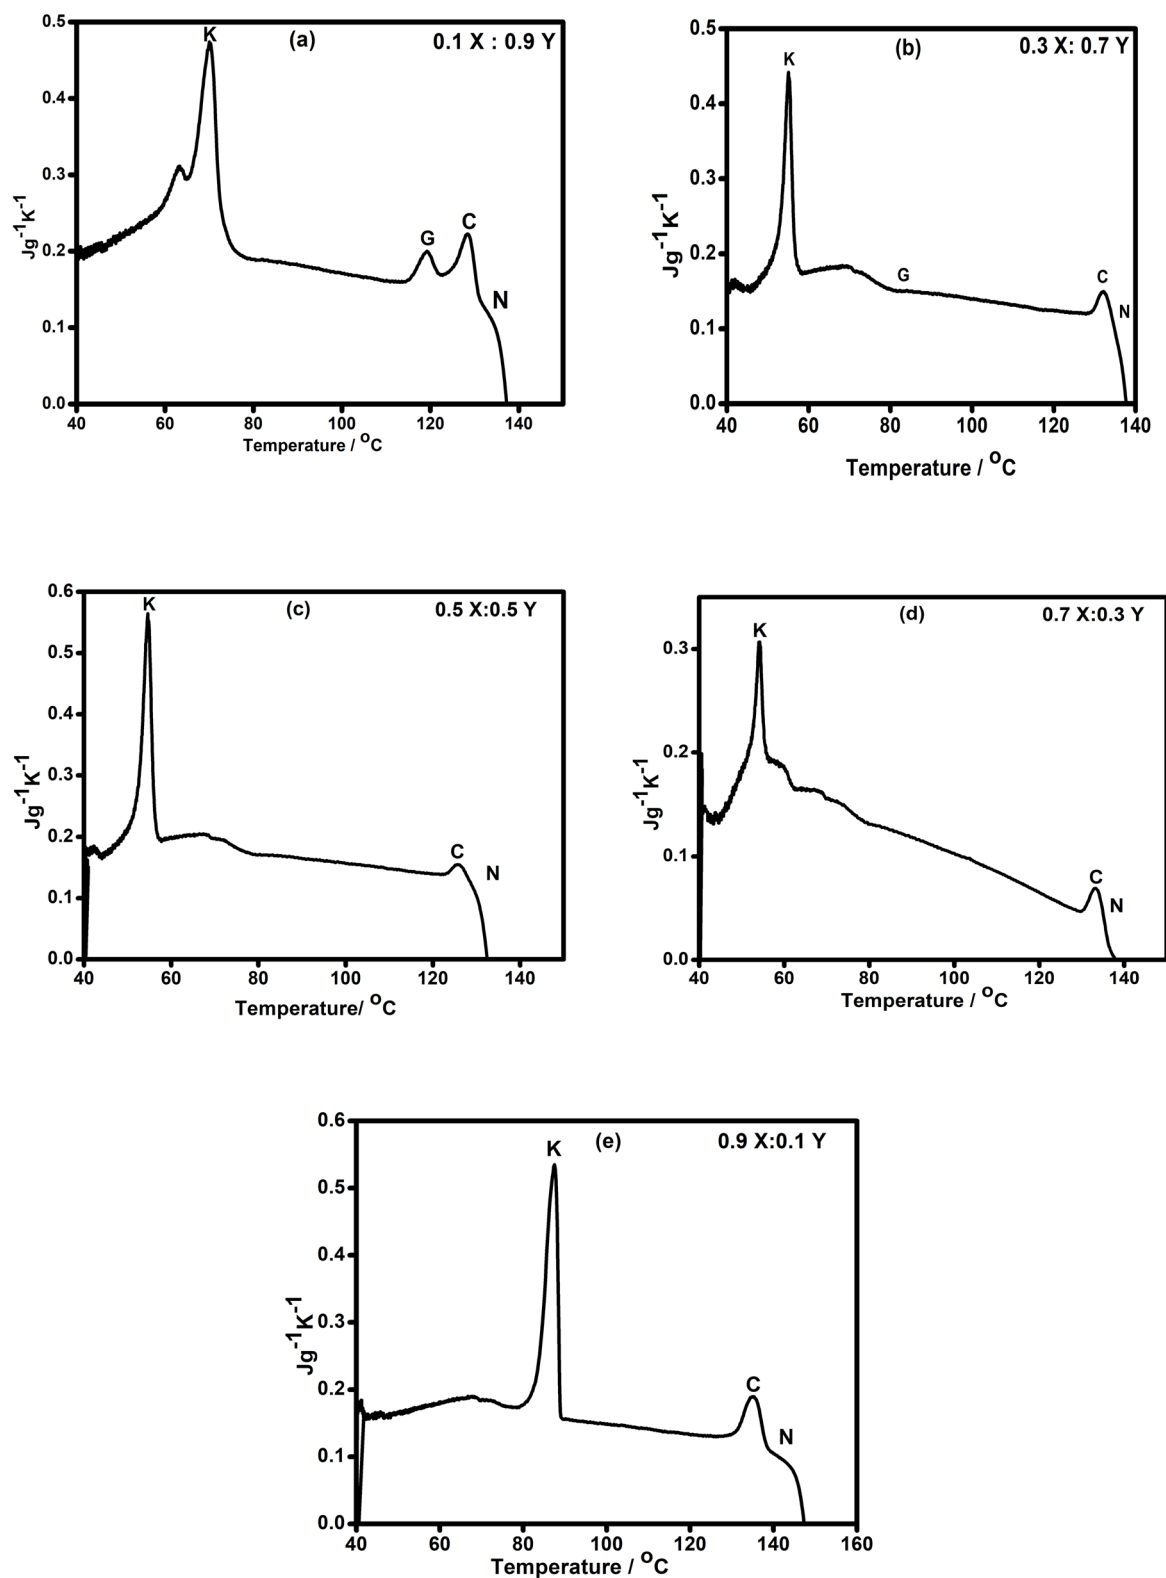 (a)
0.1 X : 0.9 Y
K
G
C
N
0.5
0.4
0.3
0.2
0.1
0.0
Jg⁻¹K⁻¹
40 60 80 100 120 140
Temperature / °C
(b)
0.3 X: 0.7 Y
K
G
C
N
0.5
0.4
0.3
0.2
0.1
0.0
Jg⁻¹K⁻¹
40 60 80 100 120 140
Temperature / °C
(c)
0.5 X:0.5 Y
K
C
N
0.6
0.5
0.4
0.3
0.2
0.1
0.0
Jg⁻¹K⁻¹
40 60 80 100 120 140
Temperature/ °C
(d)
0.7 X:0.3 Y
K
C
N
0.3
0.2
0.1
0.0
Jg⁻¹K⁻¹
40 60 80 100 120 140
Temperature / °C
(e)
0.9 X:0.1 Y
K
C
N
0.6
0.5
0.4
0.3
0.2
0.1
0.0
Jg⁻¹K⁻¹
40 60 80 100 120 140 160
Temperature / °C